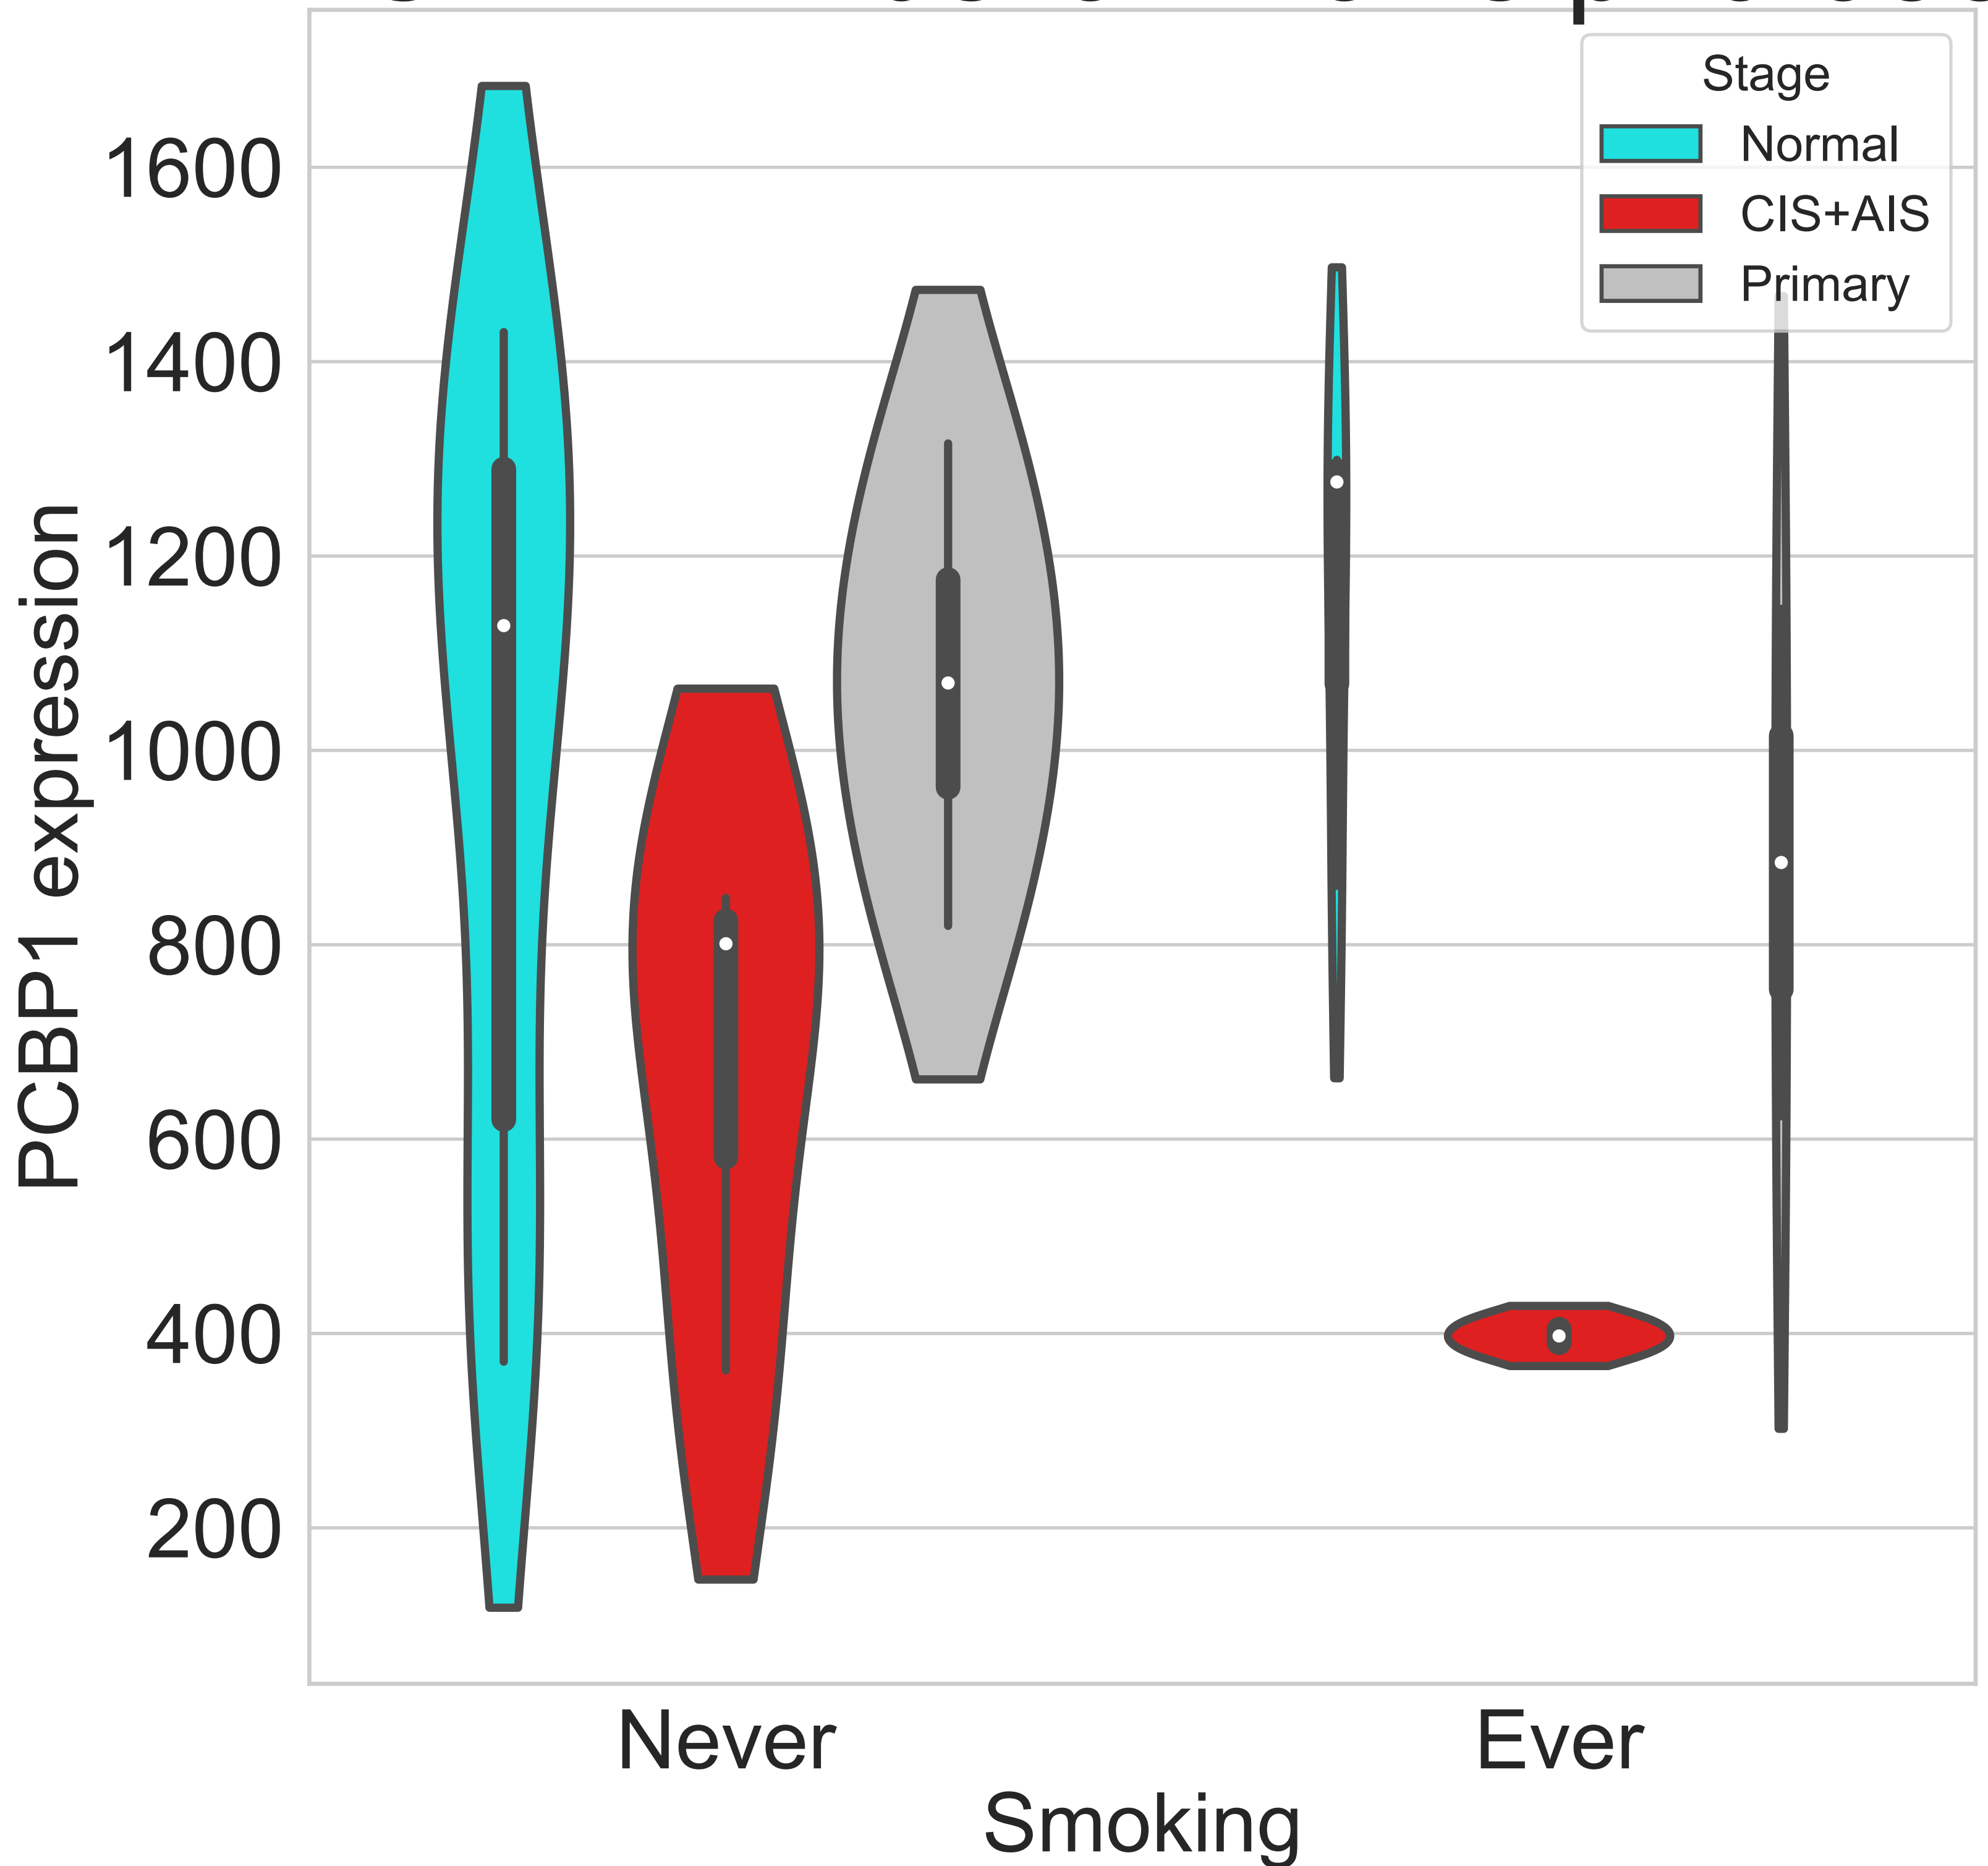 Stage
Normal
CIS+AIS
Primary
1600
1400
1200
1000
800
600
400
200
PCBP1 expression
Never
Ever
Smoking